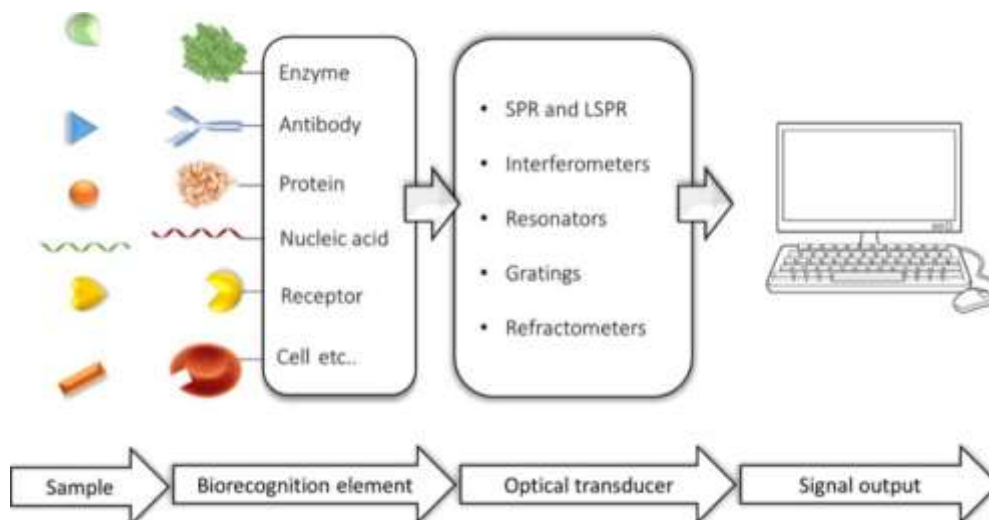 Enzyme
Antibody
Protein
Nucleic acid
Receptor
Cell etc..
• SPR and LSPR
• Interferometers
• Resonators
• Gratings
• Refractometers
Sample
Biorecognition element
Optical transducer
Signal output